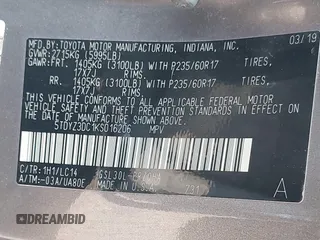 MFD. BY:
TOYOTA MOTOR MANUFACTURING, INDIANA, INC. 03/19
GVWR: 2715KG (5995LB)
GAWR: FRT. 1405KG (3100LB) WITH P235/60R17 TIRES,
17X7J RIMS,
RR. 1405KG (3100LB) WITH P235/60R17 TIRES,
17X7J RIMS,
THIS VEHICLE CONFORMS TO ALL APPLICABLE
FEDERAL MOTOR VEHICLE SAFETY, BUMPER, AND
THEFT PREVENTION STANDARDS IN EFFECT ON THE
DATE OF MANUFACTURE SHOWN ABOVE.
5TDYZ3DC1KS016206 MPV
C/TR: 1H1/LC14
A/TM: -03A/UA80E
MADE IN U.S.A.
A